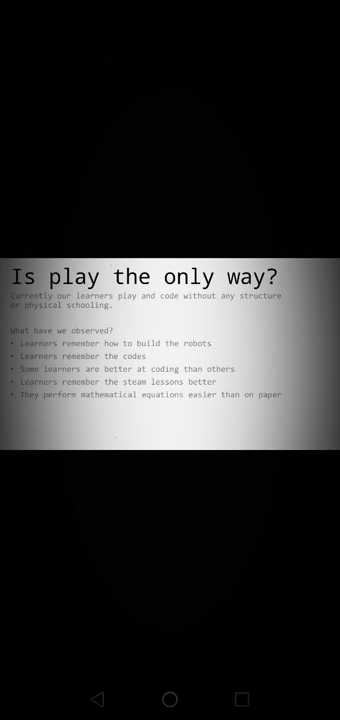 Is play the only way?
Currently our learners play and code without any structure
or physical schooling.
What have we observed?
• Learners remember how to build the robots
• Learners remember the codes
• Some learners are better at coding than others
• Learners remember the steam lessons better
• They perform mathematical equations easier than on paper